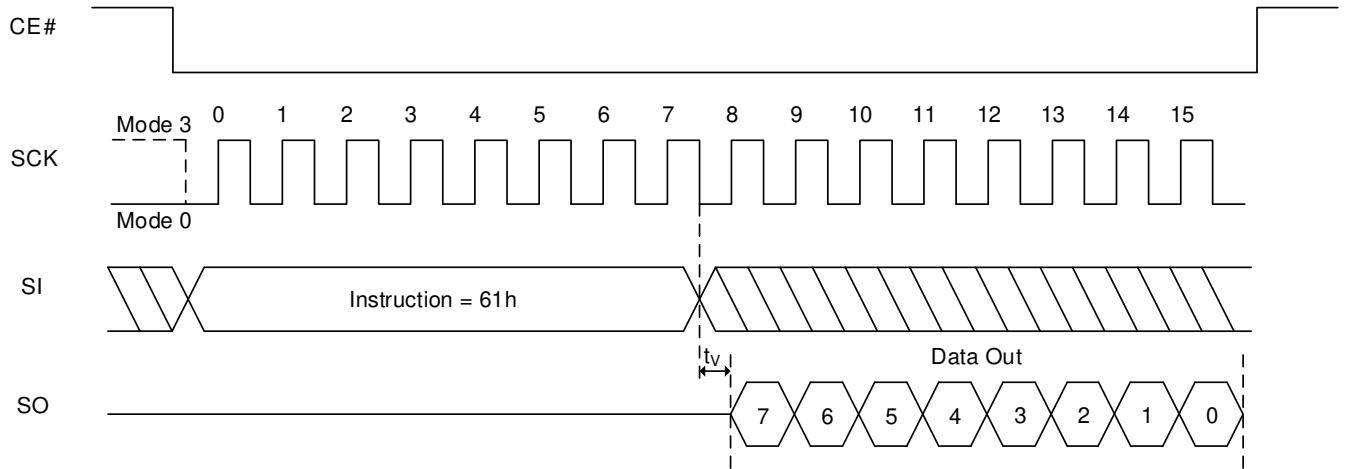 CE#
0 1 2 3 4 5 6 7 8 9 10 11 12 13 14 15
Mode 3
SCK
Mode 0
SI
Instruction = 61h
tV
Data Out
SO
7 6 5 4 3 2 1 0